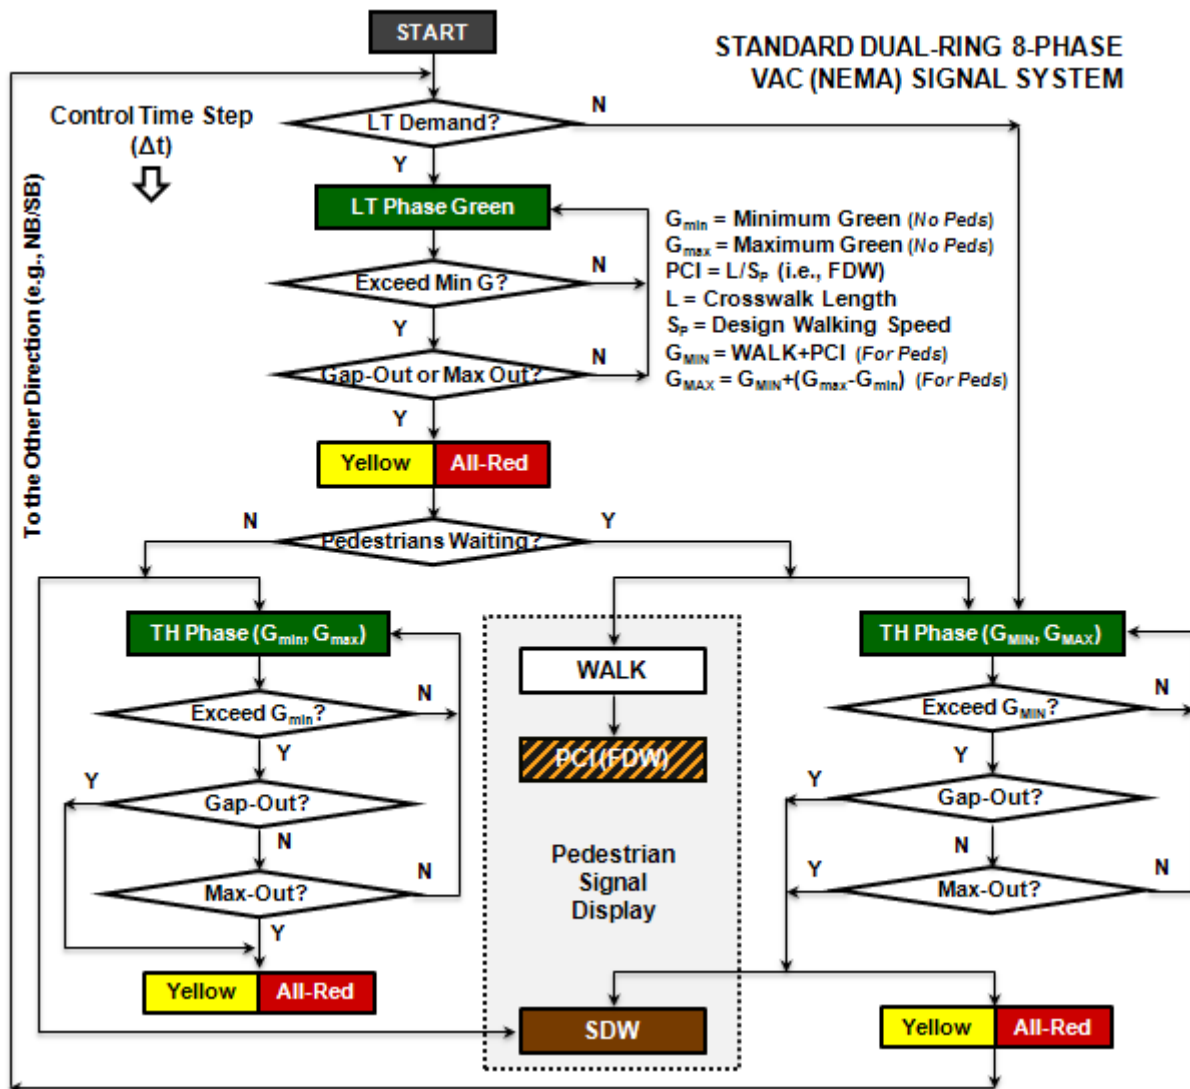 START
STANDARD DUAL-RING 8-PHASE
VAC (NEMA) SIGNAL SYSTEM
Control Time Step
(Δt)
To the Other Direction (e.g., NB/SB)
LT Demand?
N
Y
LT Phase Green
Exceed Min G?
N
Y
Gap-Out or Max Out?
N
Y
Gmin = Minimum Green (No Peds)
Gmax = Maximum Green (No Peds)
PCI = L/SP (i.e., FDW)
L = Crosswalk Length
SP = Design Walking Speed
GMIN = WALK+PCI (For Peds)
GMAX = GMIN+(Gmax-Gmin) (For Peds)
Yellow All-Red
N
Y
Pedestrians Waiting?
TH Phase (Gmin, Gmax)
Exceed Gmin?
N
Y
Y
Gap-Out?
N
Max-Out?
N
Y
Yellow All-Red
WALK
PCI(FDW)
Pedestrian
Signal
Display
SDW
TH Phase (GMIN, GMAX)
Exceed GMIN?
N
Y
Y
Gap-Out?
N
Y
Max-Out?
N
Yellow All-Red